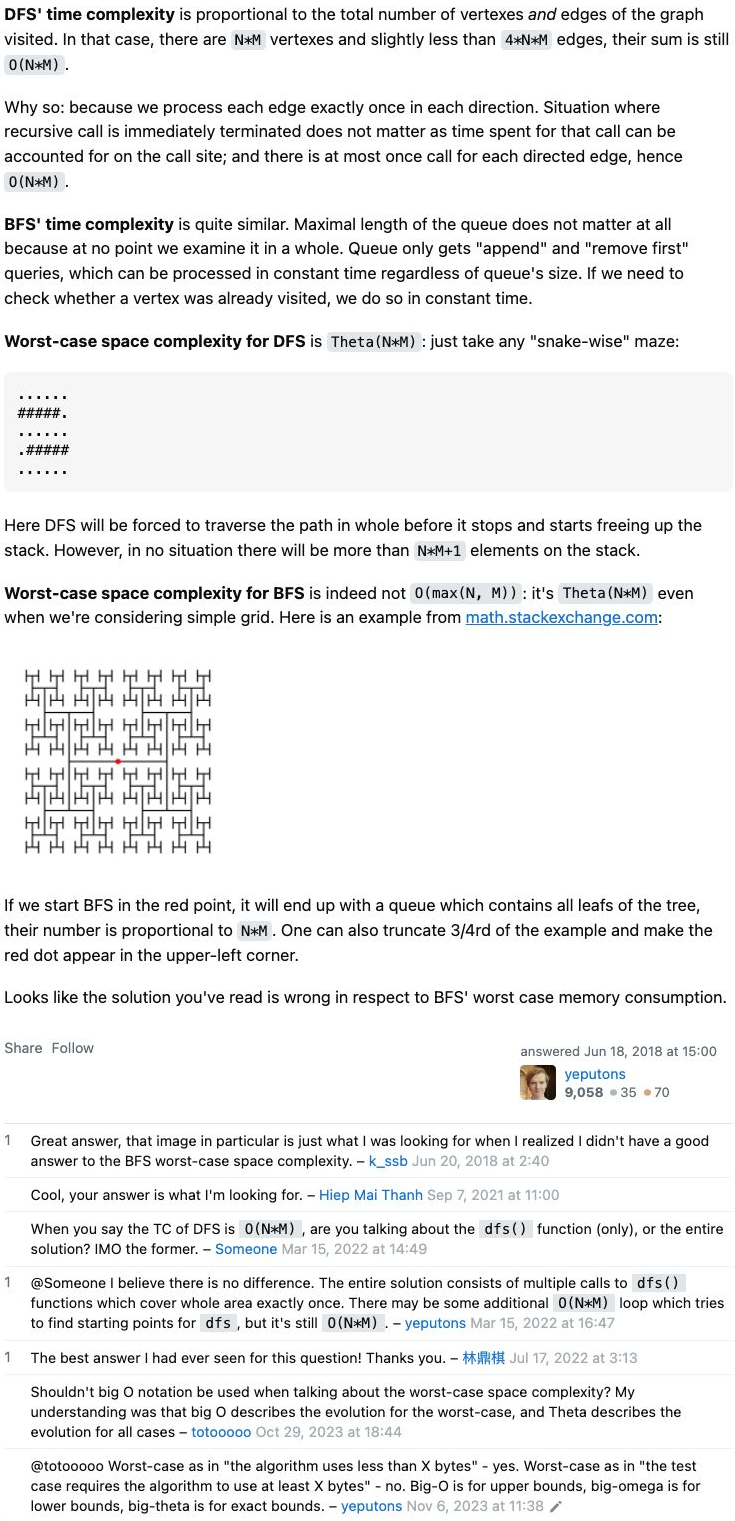 DFS' time complexity is proportional to the total number of vertexes and edges of the graph
visited. In that case, there are N*M vertexes and slightly less than 4*N*M edges, their sum is still
O(N*M) .
Why so: because we process each edge exactly once in each direction. Situation where
recursive call is immediately terminated does not matter as time spent for that call can be
accounted for on the call site; and there is at most once call for each directed edge, hence
O(N*M) .
BFS' time complexity is quite similar. Maximal length of the queue does not matter at all
because at no point we examine it in a whole. Queue only gets "append" and "remove first"
queries, which can be processed in constant time regardless of queue's size. If we need to
check whether a vertex was already visited, we do so in constant time.
Worst-case space complexity for DFS is Theta(N*M) : just take any "snake-wise" maze:
......
#####.
......
.#####
......
Here DFS will be forced to traverse the path in whole before it stops and starts freeing up the
stack. However, in no situation there will be more than N*M+1 elements on the stack.
Worst-case space complexity for BFS is indeed not O(max(N, M)) : it's Theta(N*M) even
when we're considering simple grid. Here is an example from math.stackexchange.com:
If we start BFS in the red point, it will end up with a queue which contains all leafs of the tree,
their number is proportional to N*M . One can also truncate 3/4rd of the example and make the
red dot appear in the upper-left corner.
Looks like the solution you've read is wrong in respect to BFS' worst case memory consumption.
Share Follow
answered Jun 18, 2018 at 15:00
yeputons
9,058 35 70
1 Great answer, that image in particular is just what I was looking for when I realized I didn't have a good
answer to the BFS worst-case space complexity. – k_ssb Jun 20, 2018 at 2:40
Cool, your answer is what I'm looking for. – Hiep Mai Thanh Sep 7, 2021 at 11:00
When you say the TC of DFS is O(N*M) , are you talking about the dfs() function (only), or the entire
solution? IMO the former. – Someone Mar 15, 2022 at 14:49
1 @Someone I believe there is no difference. The entire solution consists of multiple calls to dfs()
functions which cover whole area exactly once. There may be some additional O(N*M) loop which tries
to find starting points for dfs , but it's still O(N*M) . – yeputons Mar 15, 2022 at 16:47
1 The best answer I had ever seen for this question! Thank you. – 林鼎棋 Jul 17, 2022 at 3:13
Shouldn't big O notation be used when talking about the worst-case space complexity? My
understanding was that big O describes the evolution for the worst-case, and Theta describes the
evolution for all cases – totooooo Oct 29, 2023 at 18:44
@totooooo Worst-case as in "the algorithm uses less than X bytes" - yes. Worst-case as in "the test
case requires the algorithm to use at least X bytes" - no. Big-O is for upper bounds, big-omega is for
lower bounds, big-theta is for exact bounds. – yeputons Nov 6, 2023 at 11:38